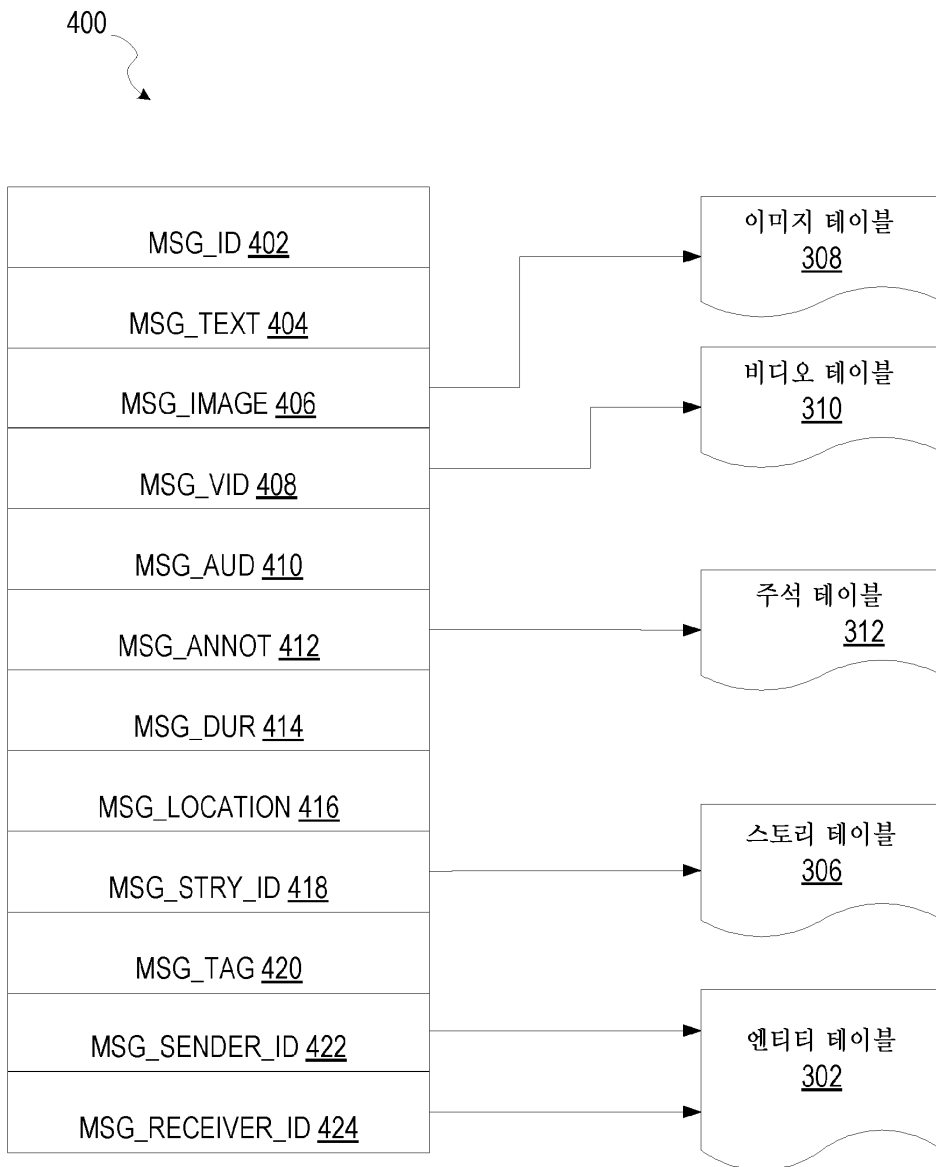 400
MSG_ID 402
MSG_TEXT 404
MSG_IMAGE 406
MSG_VID 408
MSG_AUD 410
MSG_ANNOT 412
MSG_DUR 414
MSG_LOCATION 416
MSG_STRY_ID 418
MSG_TAG 420
MSG_SENDER_ID 422
MSG_RECEIVER_ID 424
이미지 테이블
308
비디오 테이블
310
주석 테이블
312
스토리 테이블
306
엔티티 테이블
302